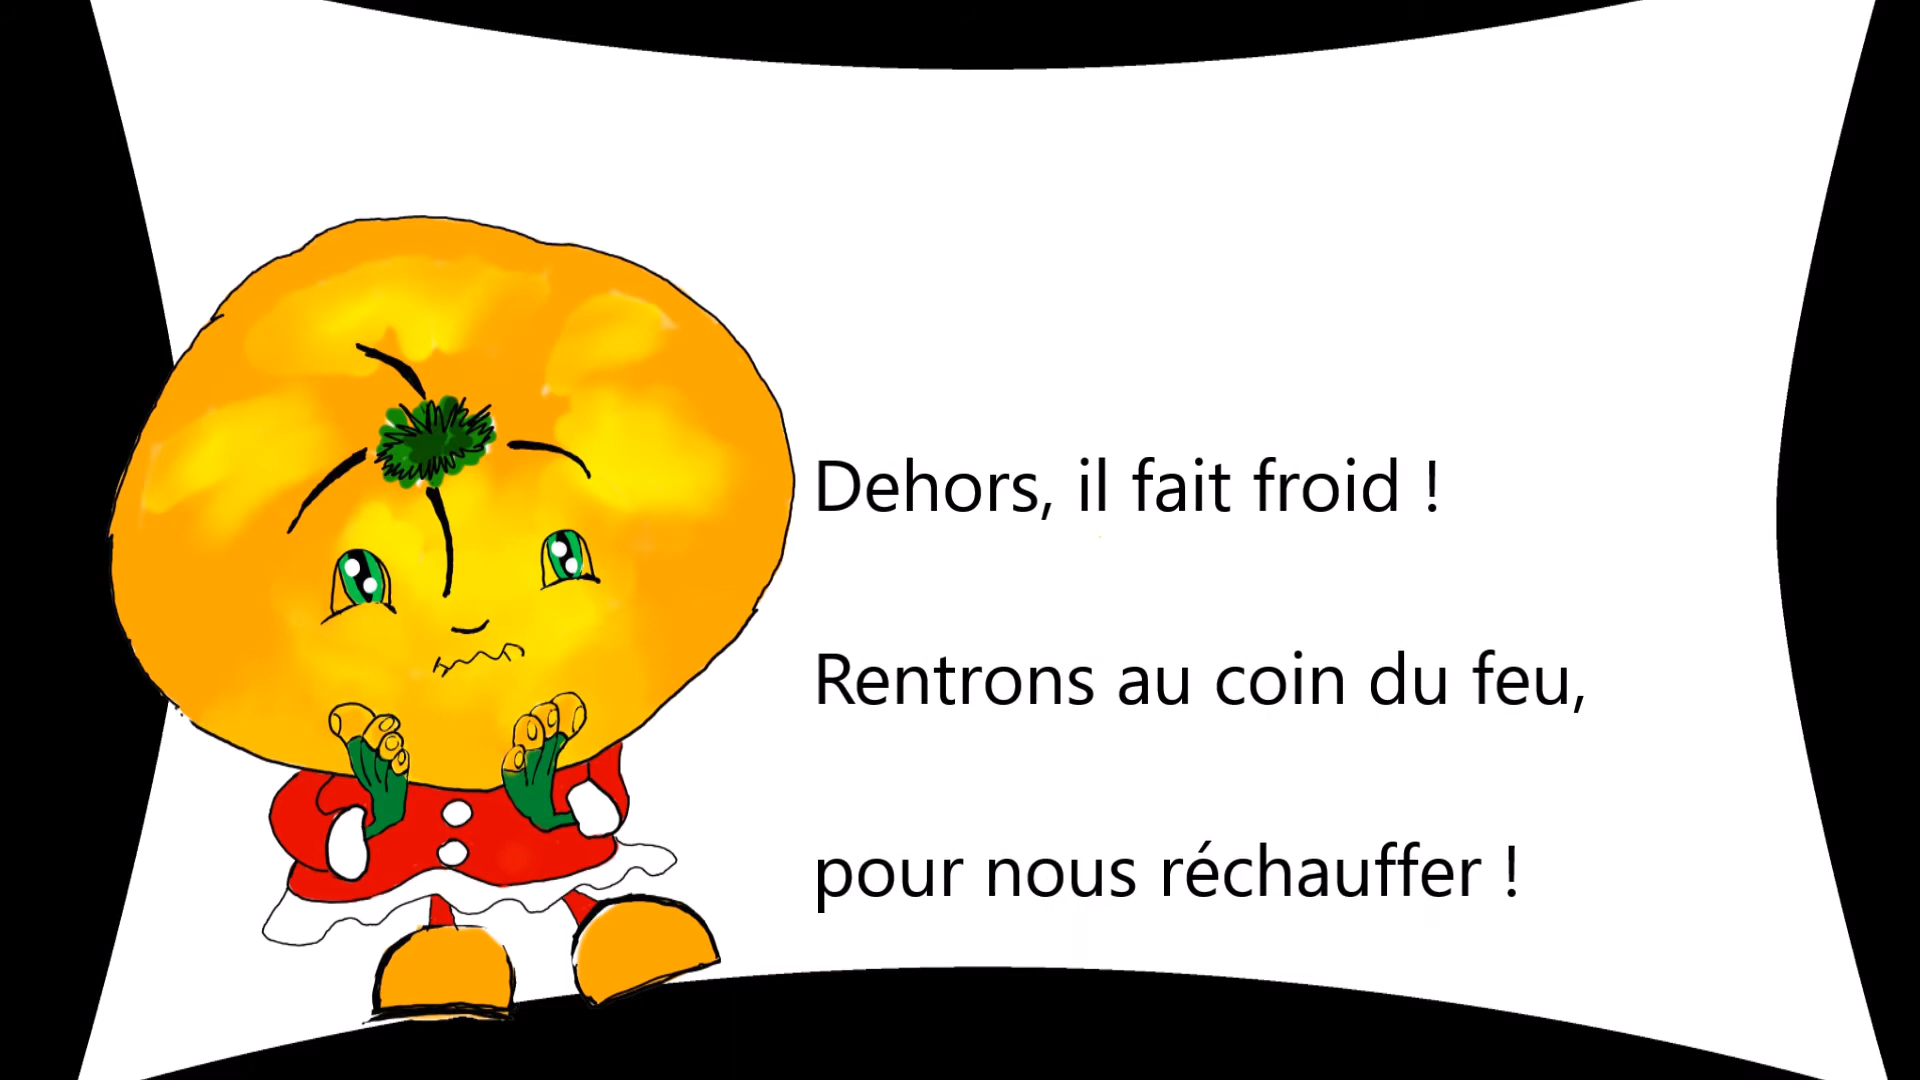 Dehors, il fait froid !
Rentrons au coin du feu,
pour nous réchauffer !